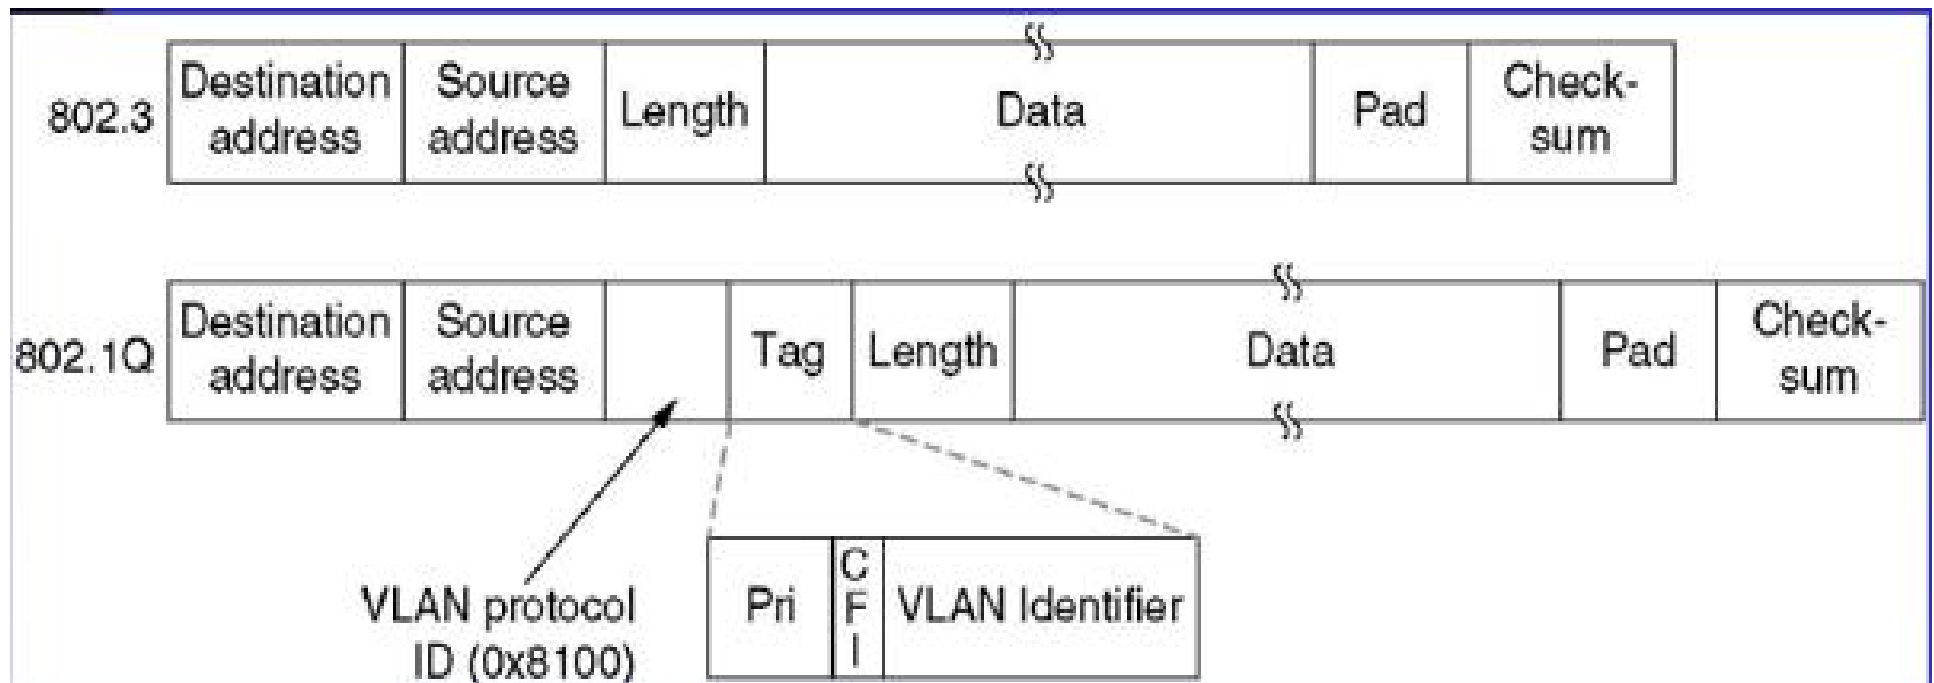 802.3
Destination address
Source address
Length
Data
Pad
Check-
sum
802.1Q
Destination address
Source address
Tag
Length
Data
Pad
Check-
sum
VLAN protocol
ID (0x8100)
Pri
CFI
VLAN Identifier